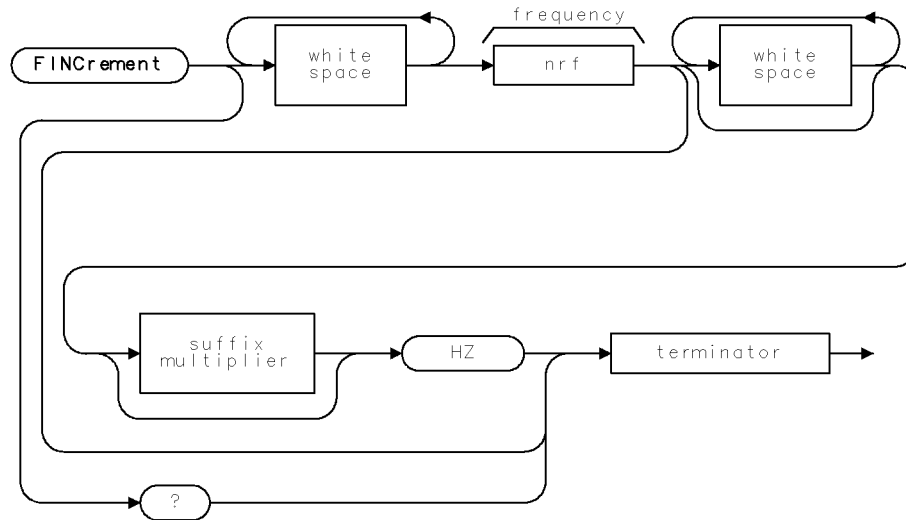 frequency
FINCrement
white
space
nrf
white
space
suffix
multiplier
HZ
terminator
?